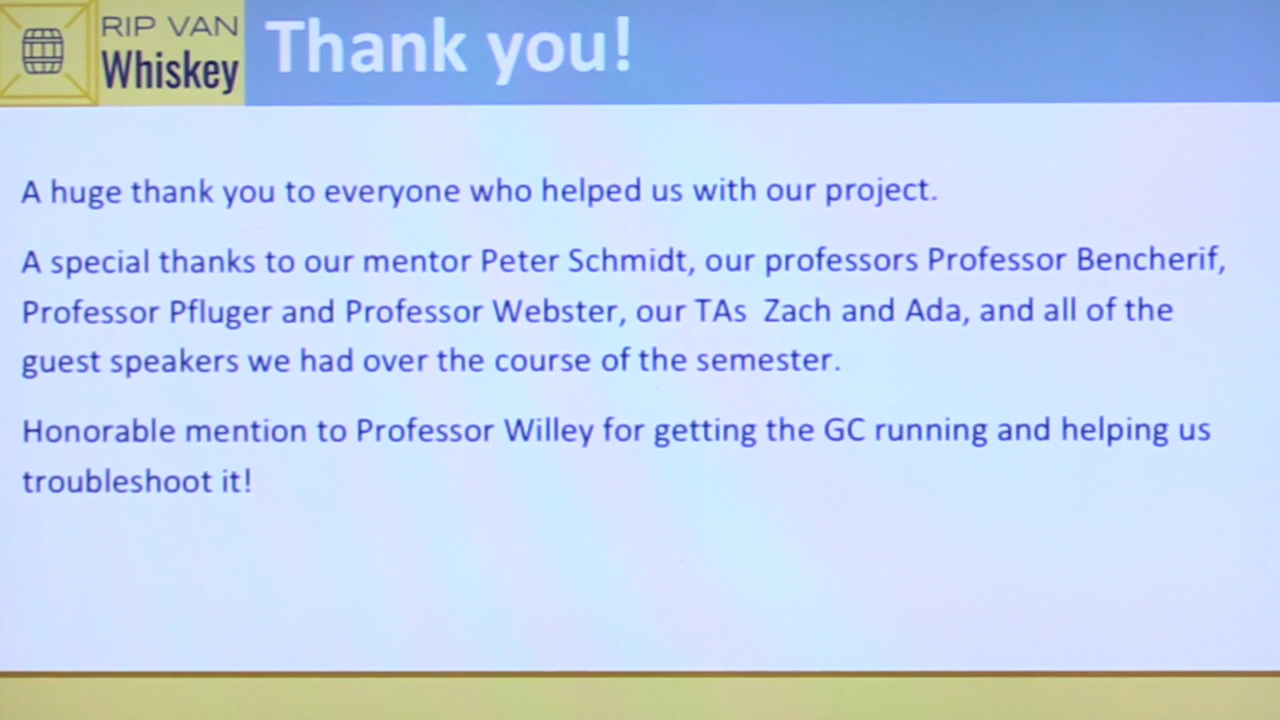 RIP VAN
Whiskey
Thank you!
A huge thank you to everyone who helped us with our project.
A special thanks to our mentor Peter Schmidt, our professors Professor Bencherif,
Professor Pfluger and Professor Webster, our TAs  Zach and Ada, and all of the
guest speakers we had over the course of the semester.
Honorable mention to Professor Willey for getting the GC running and helping us
troubleshoot it!